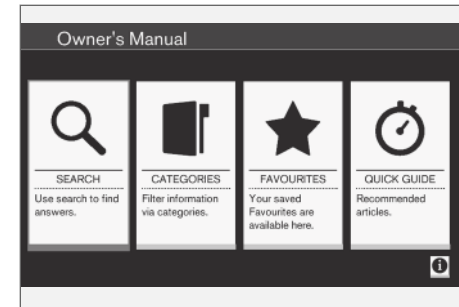 Owner's Manual
SEARCH
Use search to find
answers.
CATEGORIES
Filter information
via categories.
FAVOURITES
Your saved
Favourites are
available here.
QUICK GUIDE
Recommended
articles.